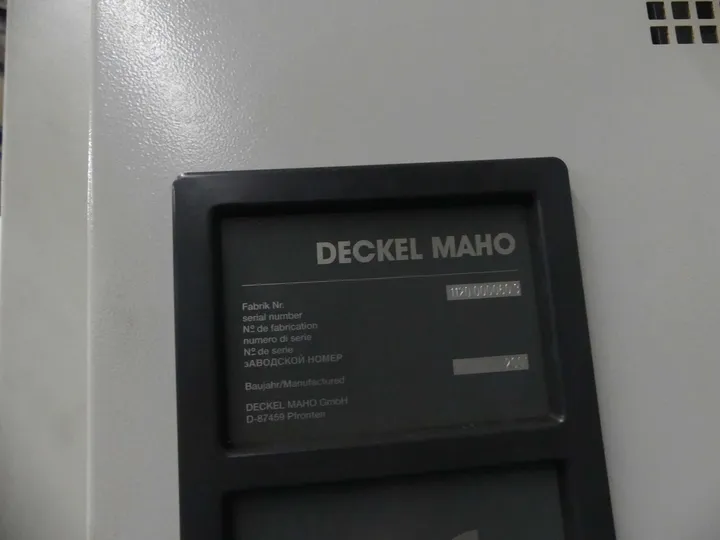 DECKEL MAHO
Fabrik Nr.
serial number
Nº de fabrication
numero di serie
Nº de serie
зАВОДСКОЙ НОМЕР
Baujahr/Manufactured
DECKEL MAHO GmbH
D-87459 Pfronten